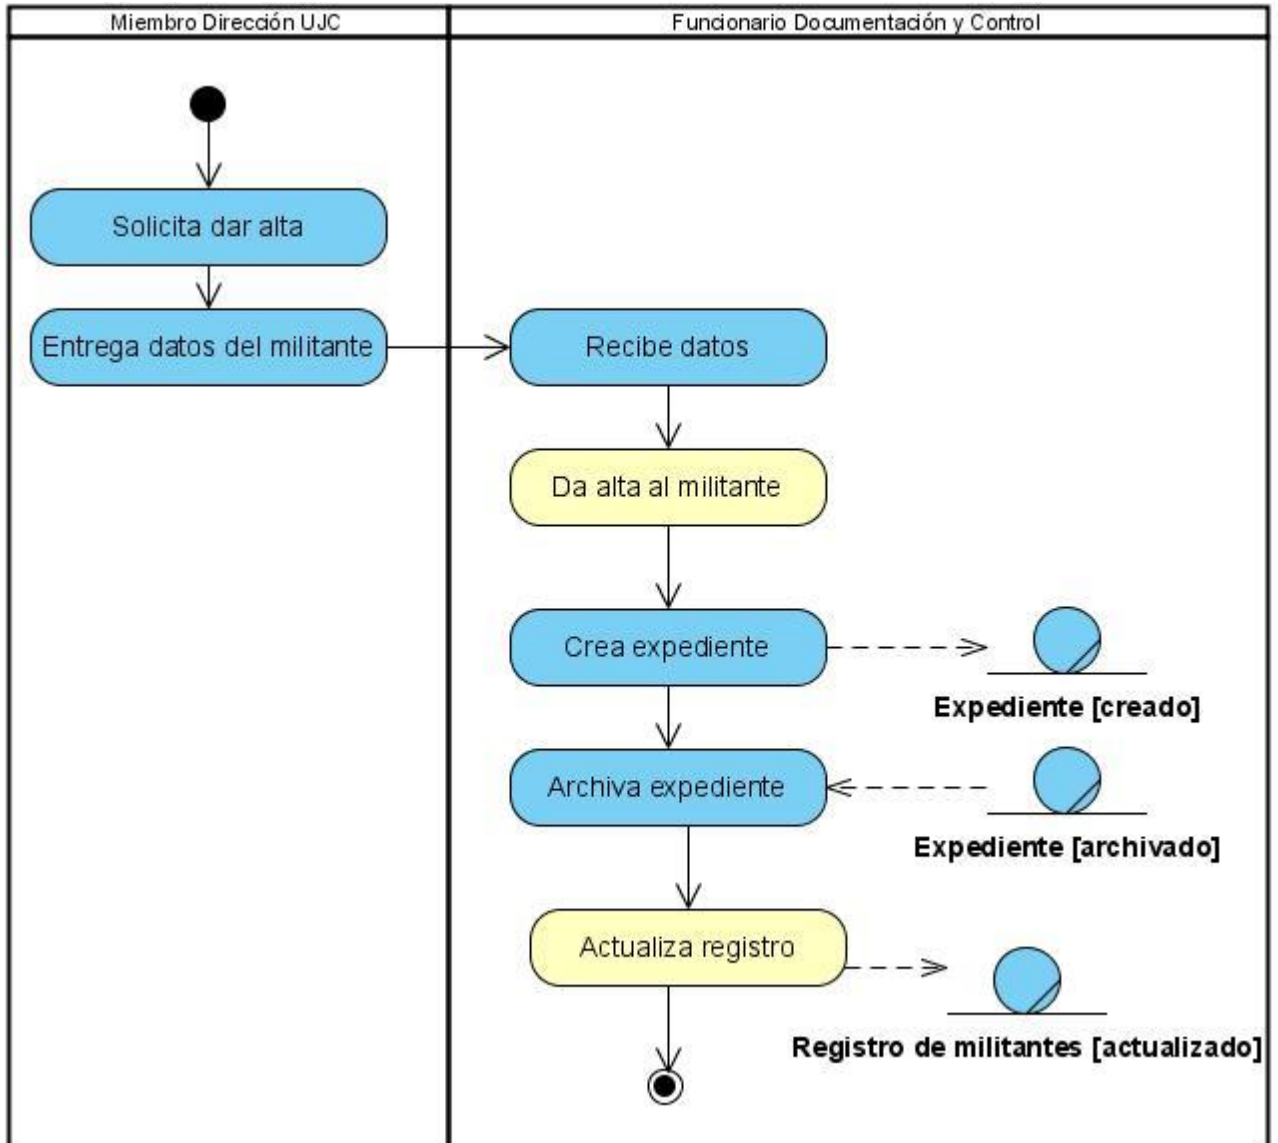 Miembro Dirección UJC
Funcionario Documentación y Control
Solicita dar alta
Entrega datos del militante
Recibe datos
Da alta al militante
Crea expediente
Expediente [creado]
Archiva expediente
Expediente [archivado]
Actualiza registro
Registro de militantes [actualizado]